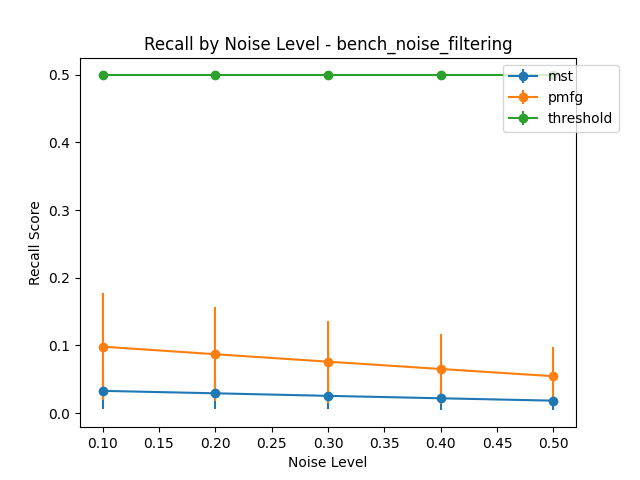 Recall by Noise Level - bench_noise_filtering
mst
pmfg
threshold
Recall Score
0.5
0.4
0.3
0.2
0.1
0.0
0.10 0.15 0.20 0.25 0.30 0.35 0.40 0.45 0.50
Noise Level